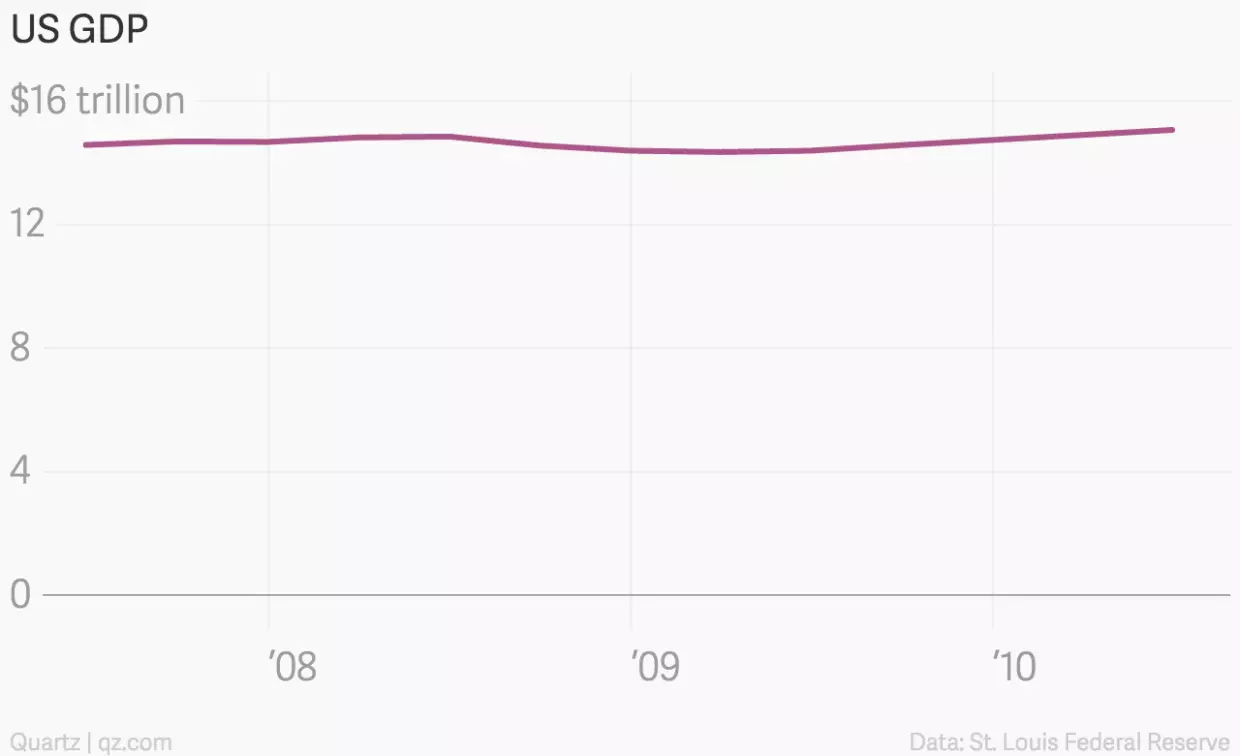 US GDP
$16 trillion
12
8
4
0
’08 ’09 ’10
Quartz | qz.com Data: St. Louis Federal Reserve